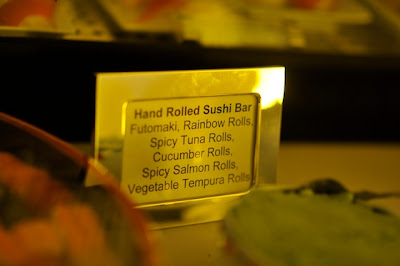 Hand Rolled Sushi Bar
Futomaki, Rainbow Rolls,
Spicy Tuna Rolls,
Cucumber Rolls,
Spicy Salmon Rolls,
Vegetable Tempura Rolls